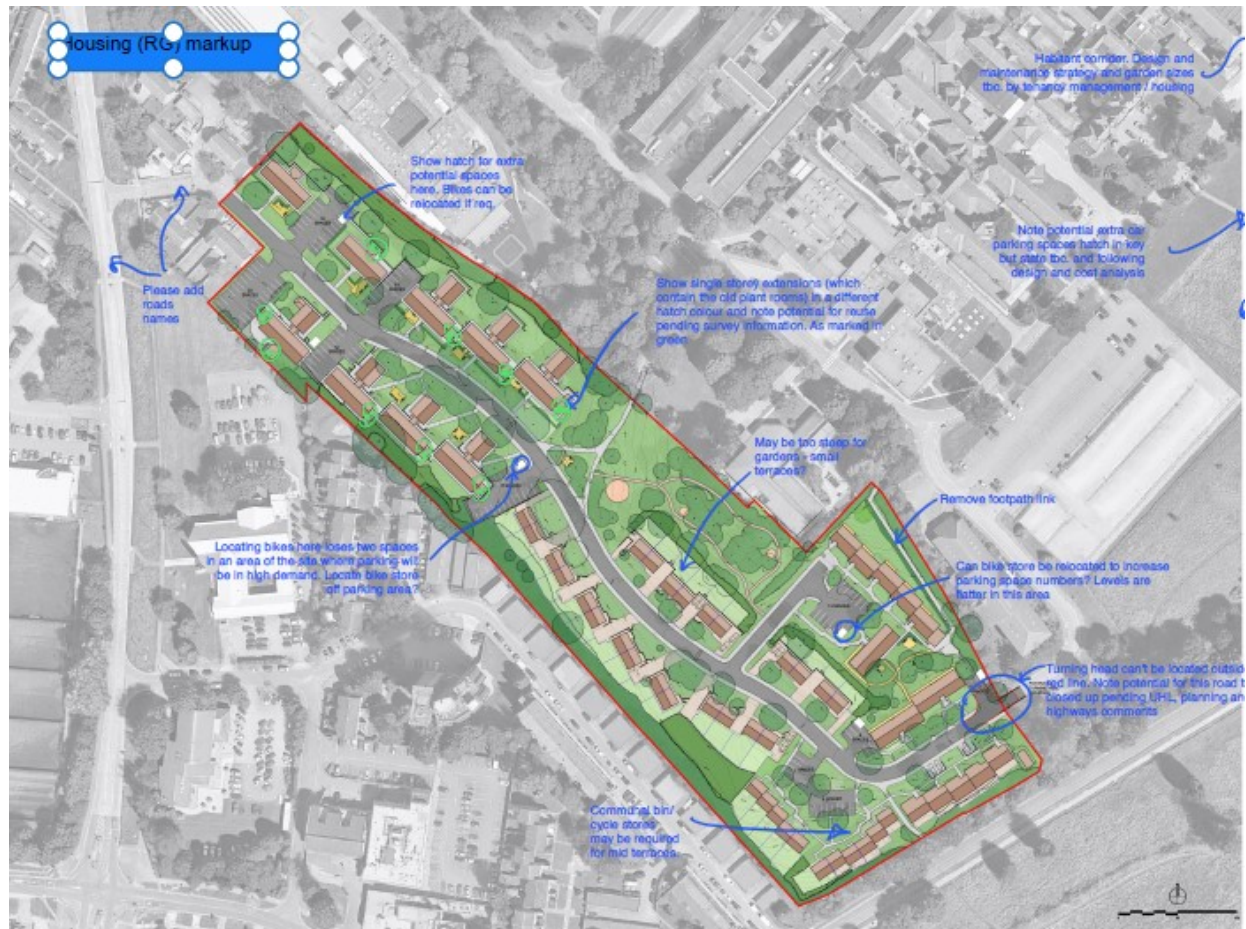 Housing (RG) markup
Habitant corridor. Design and
maintenance strategy and garden sizes
tbc. by tenancy management / housing
Show hatch for extra
potential spaces
here. Bikes can be
relocated if req.
Note potential extra car
parking spaces hatch in key
but state tbc. and following
design and cost analysis
Please add
roads
names
Show single storey extensions (which
contain the old plant rooms) in a different
hatch colour and note potential for reuse
pending survey information. As marked in
green
May be too steep for
gardens - small
terraces?
Remove footpath link
Locating bikes here loses two spaces
in an area of the site where parking will
be in high demand. Locate bike store
off parking area?
Can bike store be relocated to increase
parking space numbers? Levels are
flatter in this area
Turning head can't be located outside
red line. Note potential for this road
closed up pending UHL, planning
highways comments
Communal bin/
cycle stores
may be required
for mid terraces.